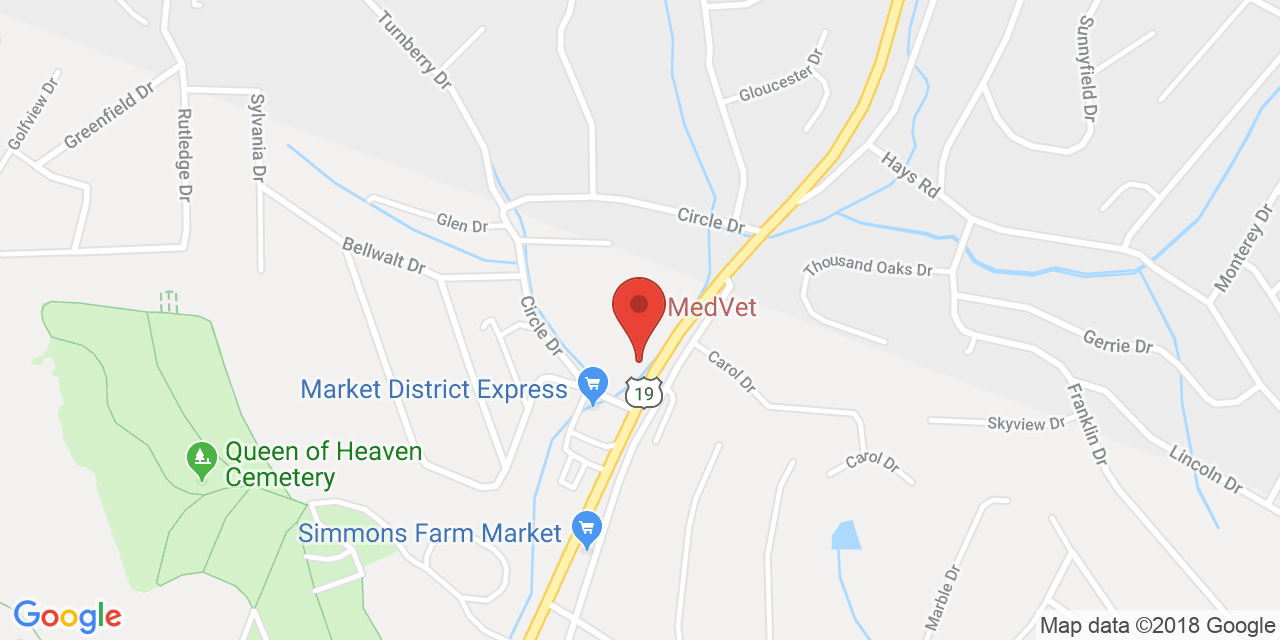 Turnberry Dr
Gloucester Dr
Sunnyfield Dr
Golfview Dr
Greenfield Dr
Rutledge Dr
Sylvania Dr
Hays Rd
Glen Dr
Circle Dr
Bellwalt Dr
Thousand Oaks Dr
Monterey Dr
Circle Dr
MedVet
Gerrie Dr
Carol Dr
Market District Express
19
Franklin Dr
Skyview Dr
Queen of Heaven
Cemetery
Carol Dr
Lincoln Dr
Simmons Farm Market
Marble Dr
Google
Map data ©2018 Google